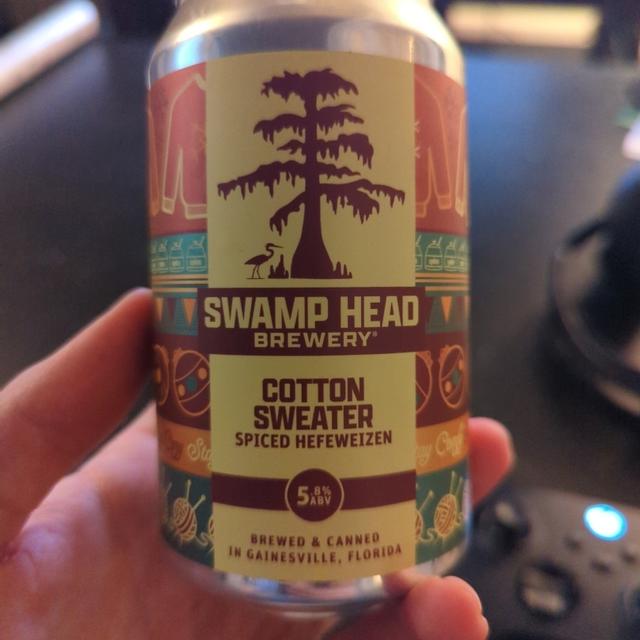 SWAMP HEAD
BREWERY®
COTTON
SWEATER
SPICED HEFEWEIZEN
5.8%
ABV
BREWED & CANNED
IN GAINESVILLE, FLORIDA